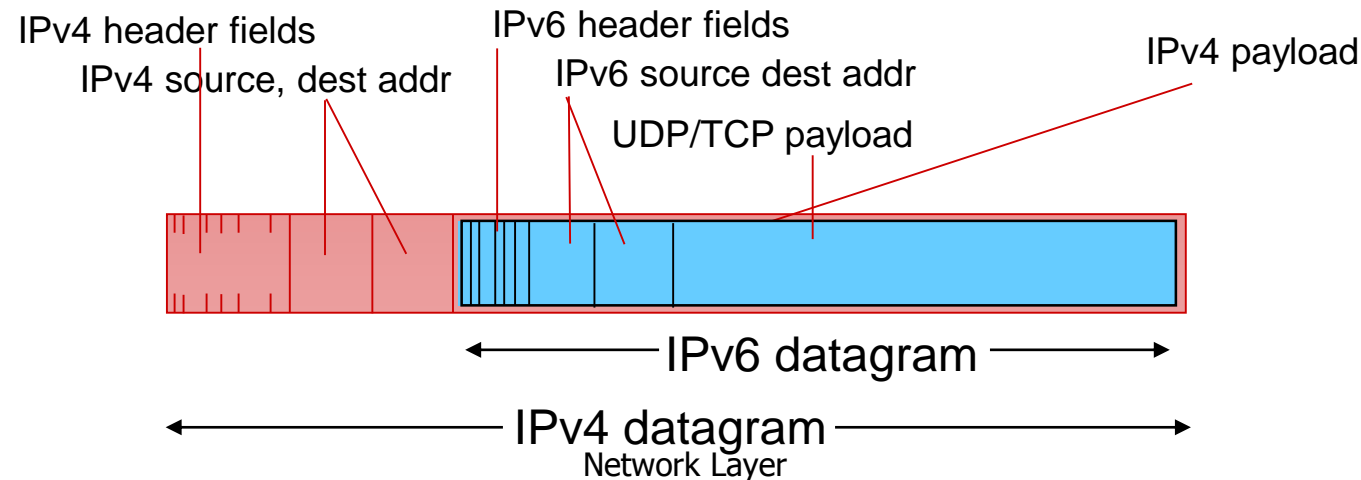 IPv4 header fields
IPv6 header fields
IPv4 payload
IPv4 source, dest addr
IPv6 source dest addr
UDP/TCP payload
IPv6 datagram
IPv4 datagram
Network Layer